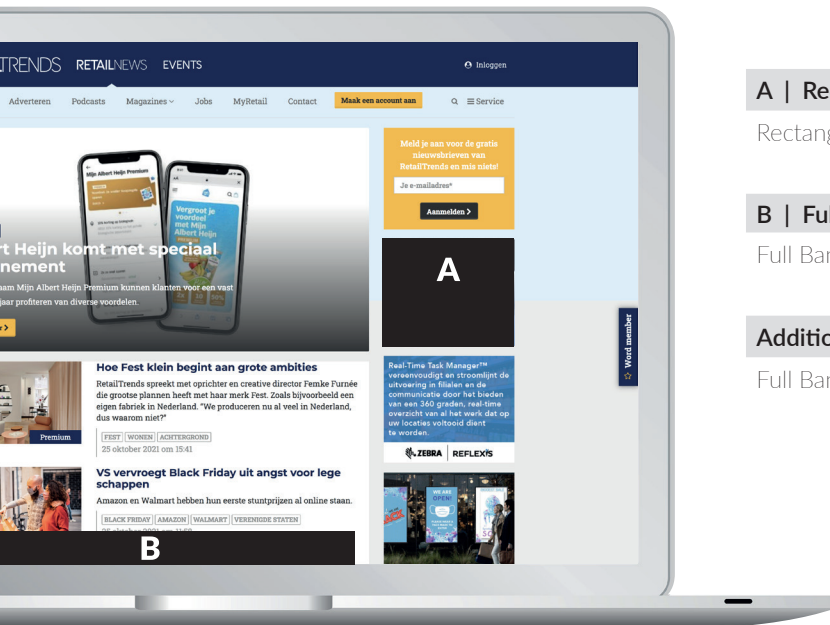 TRENDS RETAILNEWS EVENTS Inloggen
Adverteren Podcasts Magazines Jobs MyRetail Contact Maak een account aan Service
Mijn Albert Heijn Premium
Vergroot je
voordeel
met Mijn
Albert Heijn
rt Heijn komt met speciaal
nement
aam Mijn Albert Heijn Premium kunnen klanten voor een vast
jaar profiteren van diverse voordelen.
Premium
Hoe Fest klein begint aan grote ambities
RetailTrends spreekt met oprichter en creative director Femke Furnée
die grootse plannen heeft met haar merk Fest. Zoals bijvoorbeeld een
eigen fabriek in Nederland. "We produceren nu al veel in Nederland,
dus waarom niet?"
FEST WONEN ACHTERGROND
25 oktober 2021 om 15:41
VS vervroegt Black Friday uit angst voor lege
schappen
Amazon en Walmart hebben hun eerste stuntprijzen al online staan.
BLACK FRIDAY AMAZON WALMART VERENIGDE STATEN
B
Meld je aan voor de gratis
nieuwsbrieven van
RetailTrends en mis niets!
Je e-mailadres*
Aanmelden >
A
Real-Time Task Manager™
vereenvoudigt en stroomlijnt de
uitvoering in filialen en de
communicatie door het bieden
van een 360 graden, real-time
overzicht van al het werk dat op
uw locaties voltooid dient
te worden.
ZEBRA REFLEXIS
WE ARE
OPEN!
Word member
A | Re
Rectang
B | Ful
Full Ban
Additio
Full Ban